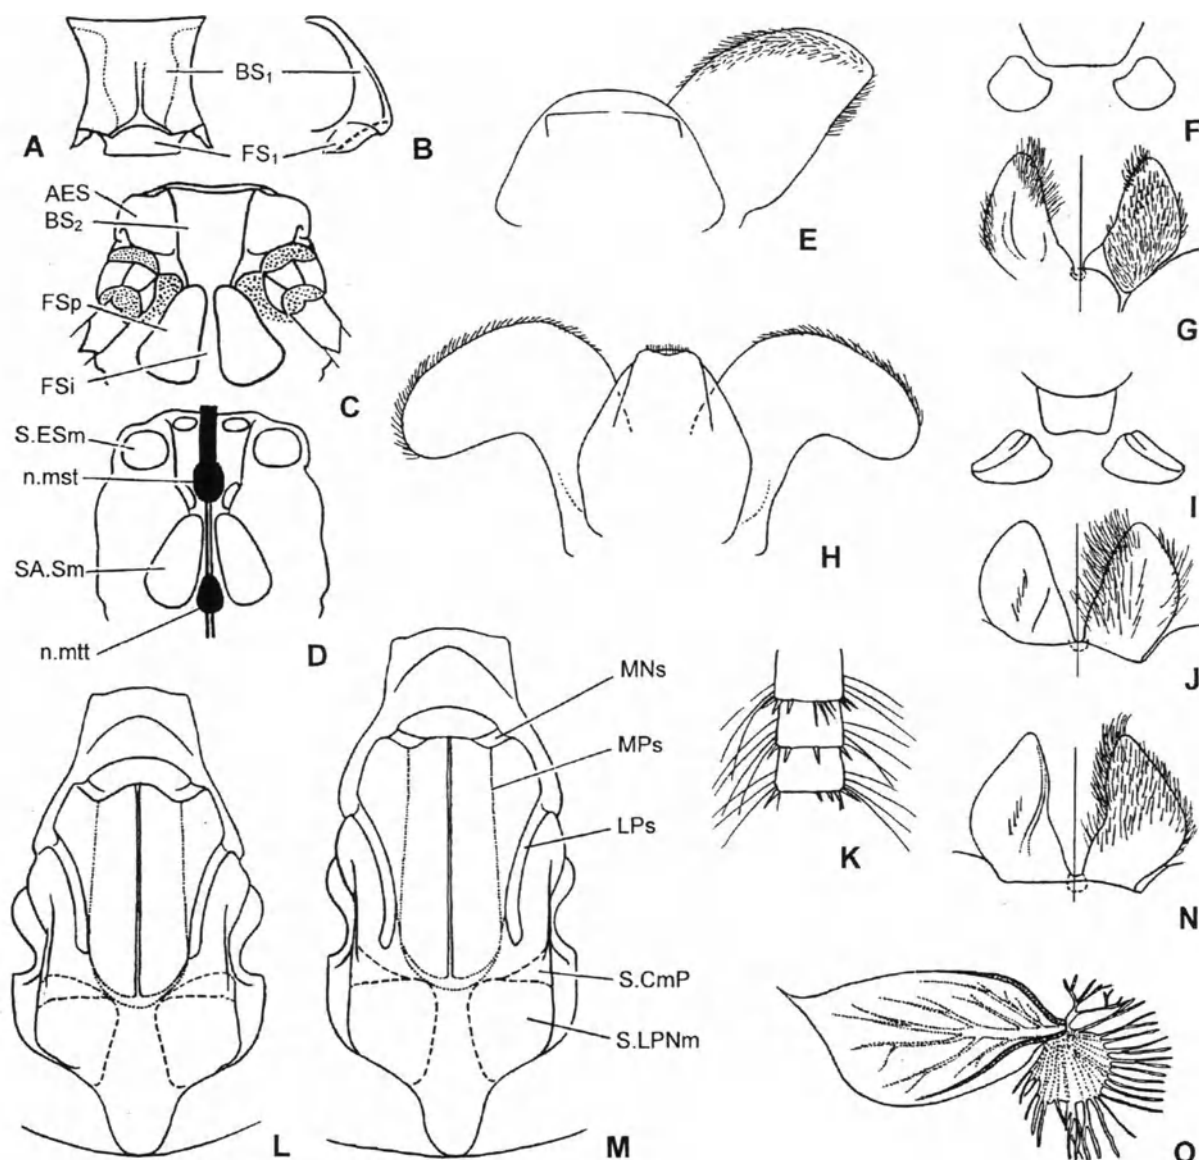 A
BS₁
FS₁
B
E
F
AES
BS₂
FSp
FSi
C
G
S.ESm
n.mst
SA.Sm
n.mtt
D
H
I
J
MNs
MPs
LPs
K
S.CmP
S.LPNm
L
M
N
O